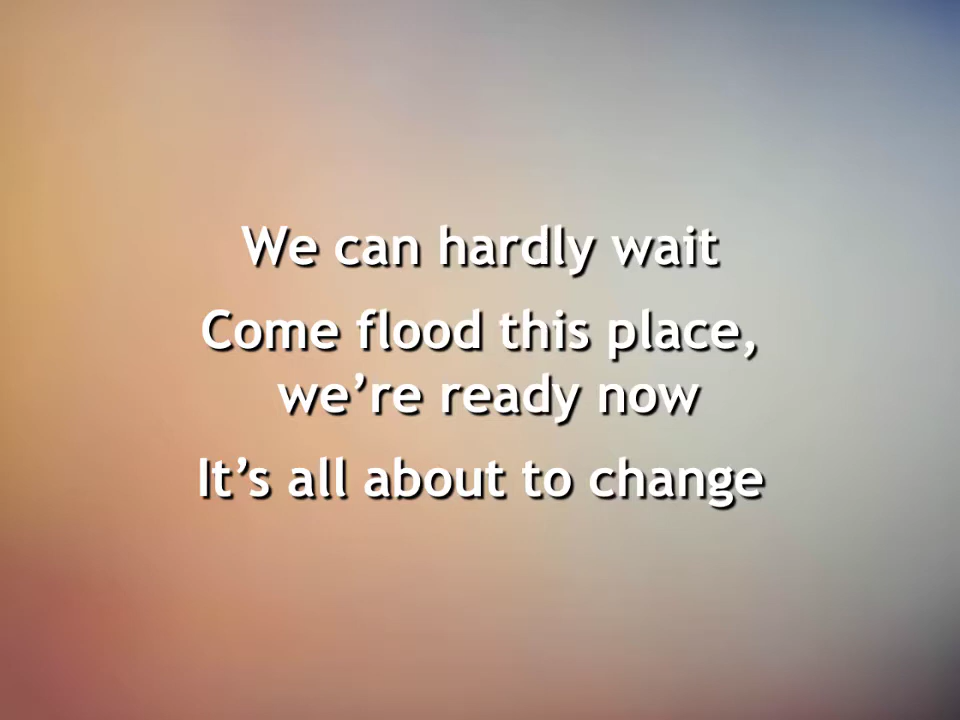 We can hardly wait
Come flood this place,
we’re ready now
It’s all about to change